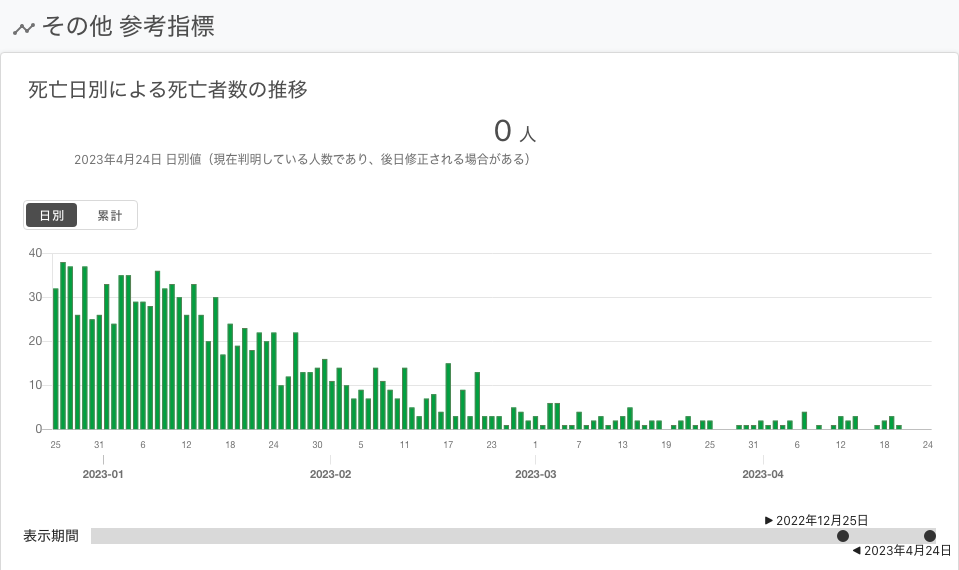 その他 参考指標
死亡日別による死亡者数の推移
0 人
2023年4月24日 日別値（現在判明している人数であり、後日修正される場合がある）
日別 累計
40
30
20
10
0
25 31 6 12 18 24 30 5 11 17 23 1 7 13 19 25 31 6 12 18 24
2023-01 2023-02 2023-03 2023-04
▶ 2022年12月25日
表示期間
◀ 2023年4月24日